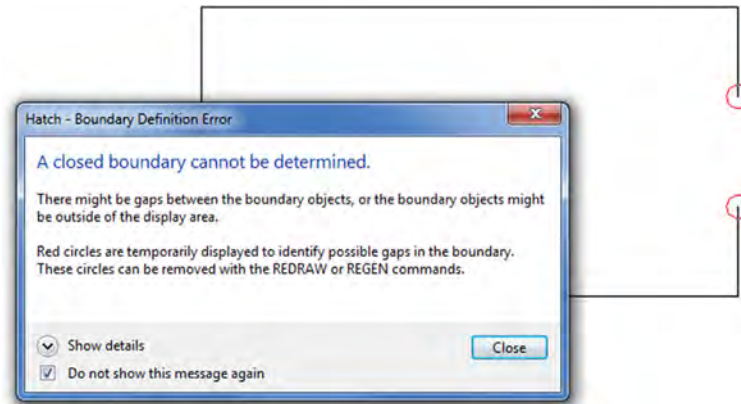 Hatch - Boundary Definition Error
A closed boundary cannot be determined.
There might be gaps between the boundary objects, or the boundary objects might
be outside of the display area.
Red circles are temporarily displayed to identify possible gaps in the boundary.
These circles can be removed with the REDRAW or REGEN commands.
Show details
Close
Do not show this message again